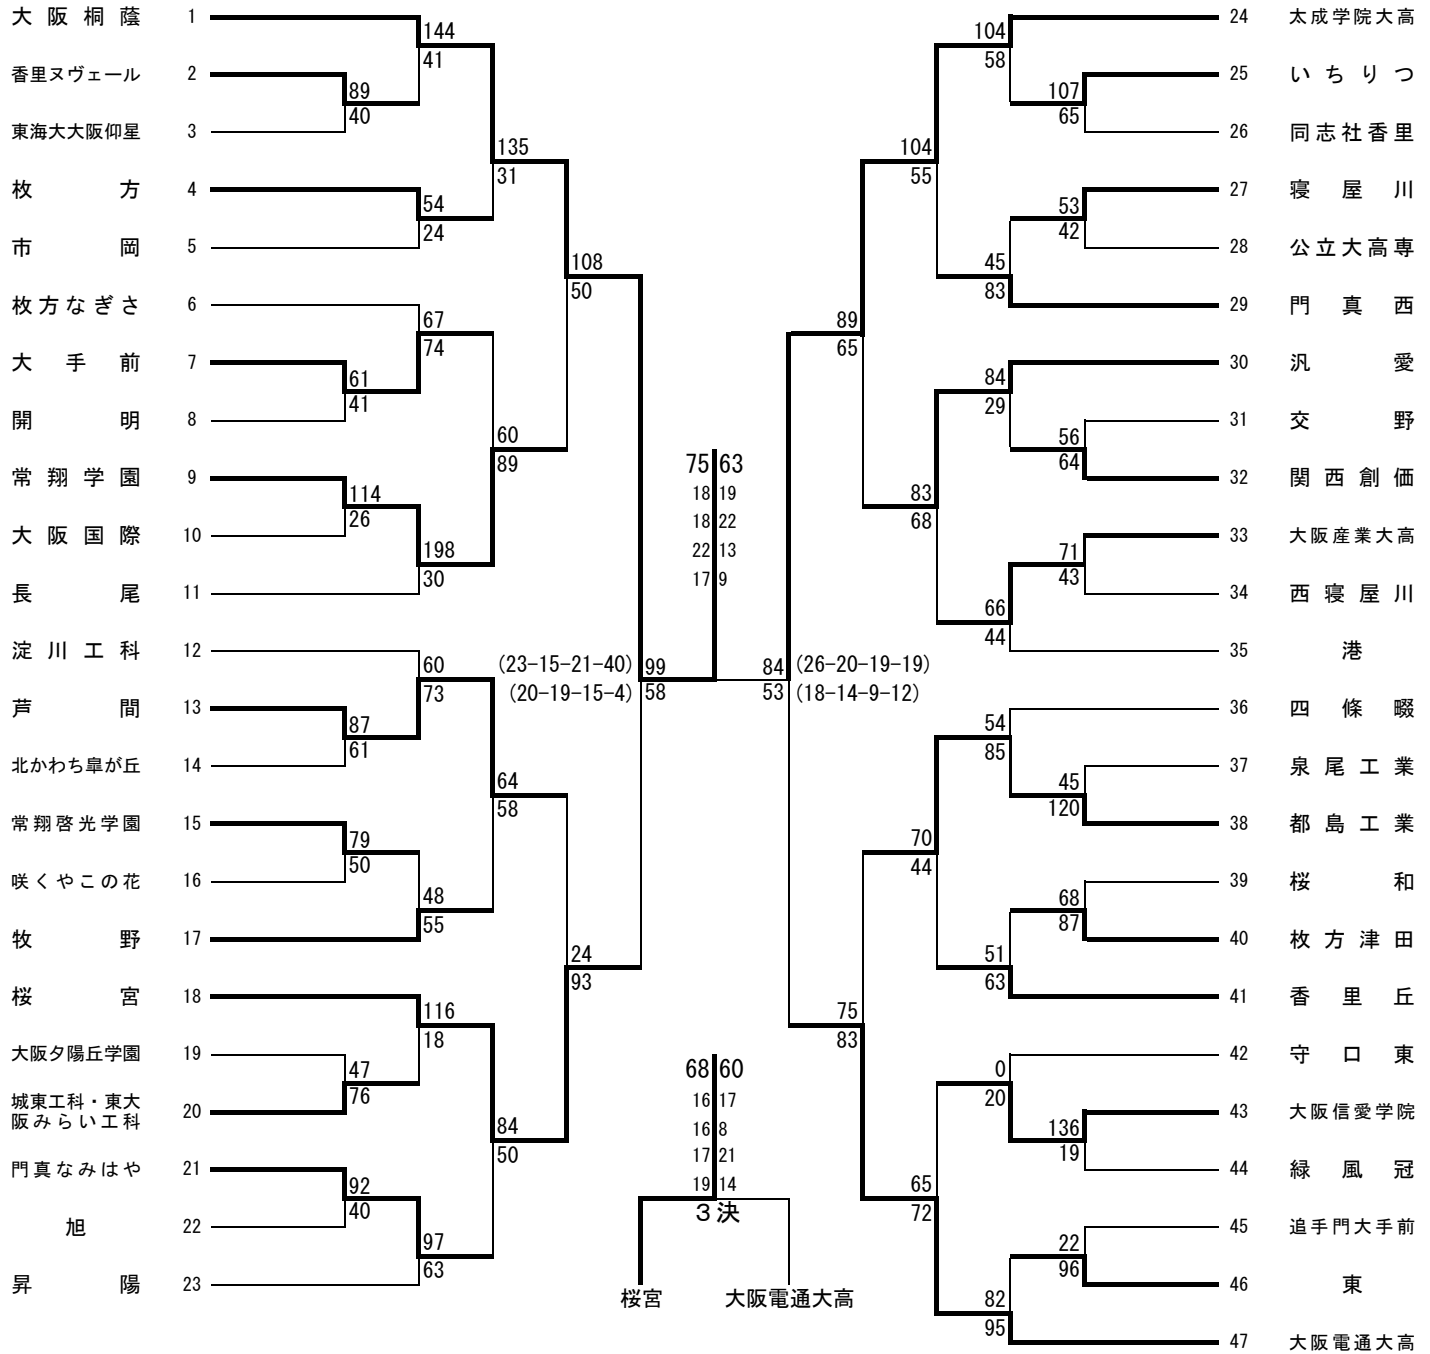 大阪桐蔭 1
香里ヌヴェール 2
東海大大阪仰星 3
枚方 4
市岡 5
枚方なぎさ 6
大手前 7
開明 8
常翔学園 9
大阪国際 10
長尾 11
淀川工科 12
芦間 13
北かわち皐が丘 14
常翔啓光学園 15
咲くやこの花 16
牧野 17
桜宮 18
大阪夕陽丘学園 19
城東工科・東大
阪みらい工科 20
門真なみはや 21
旭 22
昇陽 23
89
40
61
41
114
26
87
61
79
50
47
76
92
40
144
41
54
24
67
74
198
30
60
73
48
55
116
18
97
63
135
31
60
89
64
58
84
50
108
50
24
93
(23-15-21-40) 99
(20-19-15-4) 58
75 63
18 19
18 22
22 13
17 9
84 (26-20-19-19)
53 (18-14-9-12)
68 60
16 17
16 8
17 21
19 14
3決
桜宮 大阪電通大高
89
65
75
83
104
55
83
68
70
44
65
72
104
58
45
83
84
29
66
44
54
85
51
63
0
20
82
95
107
65
53
42
56
64
71
43
45
120
68
87
136
19
22
96
24 太成学院大高
25 いちりつ
26 同志社香里
27 寝屋川
28 公立大高専
29 門真西
30 汎愛
31 交野
32 関西創価
33 大阪産業大高
34 西寝屋川
35 港
36 四條畷
37 泉尾工業
38 都島工業
39 桜和
40 枚方津田
41 香里丘
42 守口東
43 大阪信愛学院
44 緑風冠
45 追手門大手前
46 東
47 大阪電通大高